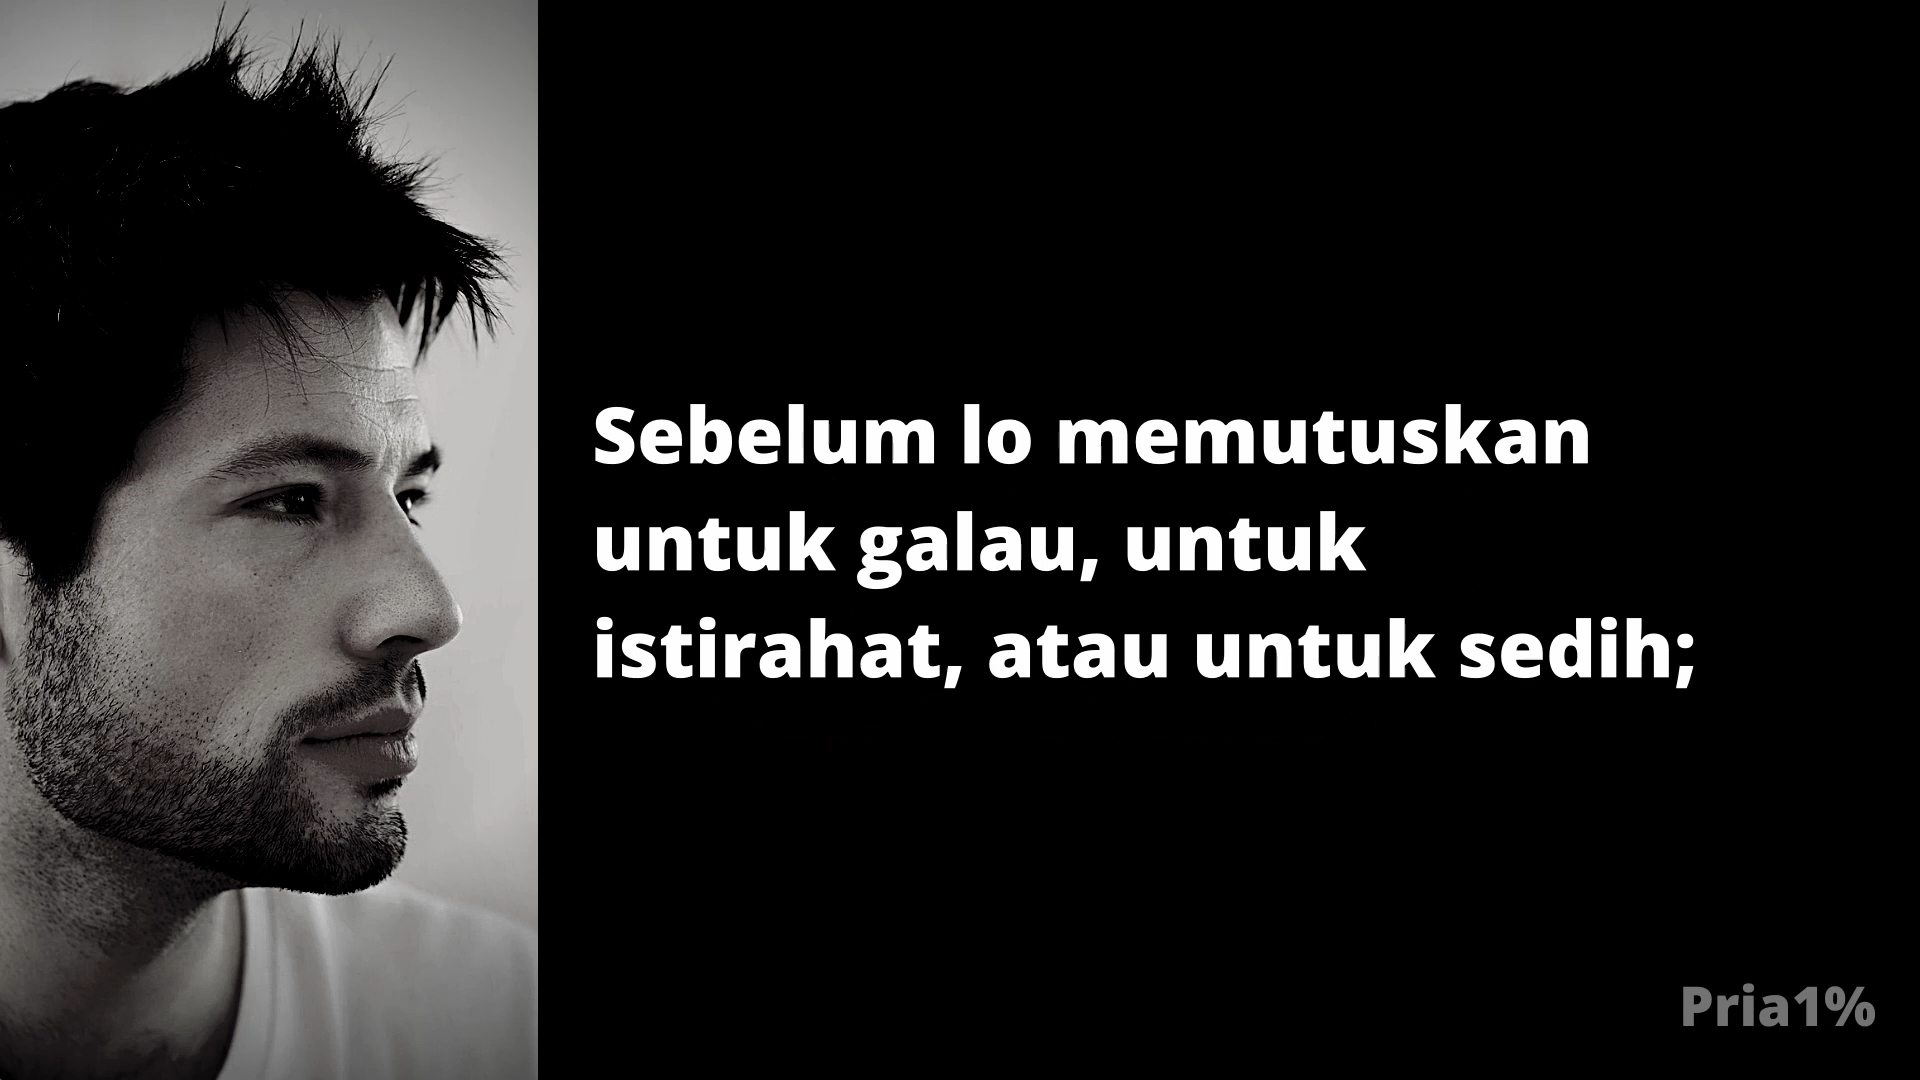 Sebelum lo memutuskan
untuk galau, untuk
istirahat, atau untuk sedih;
Pria1%